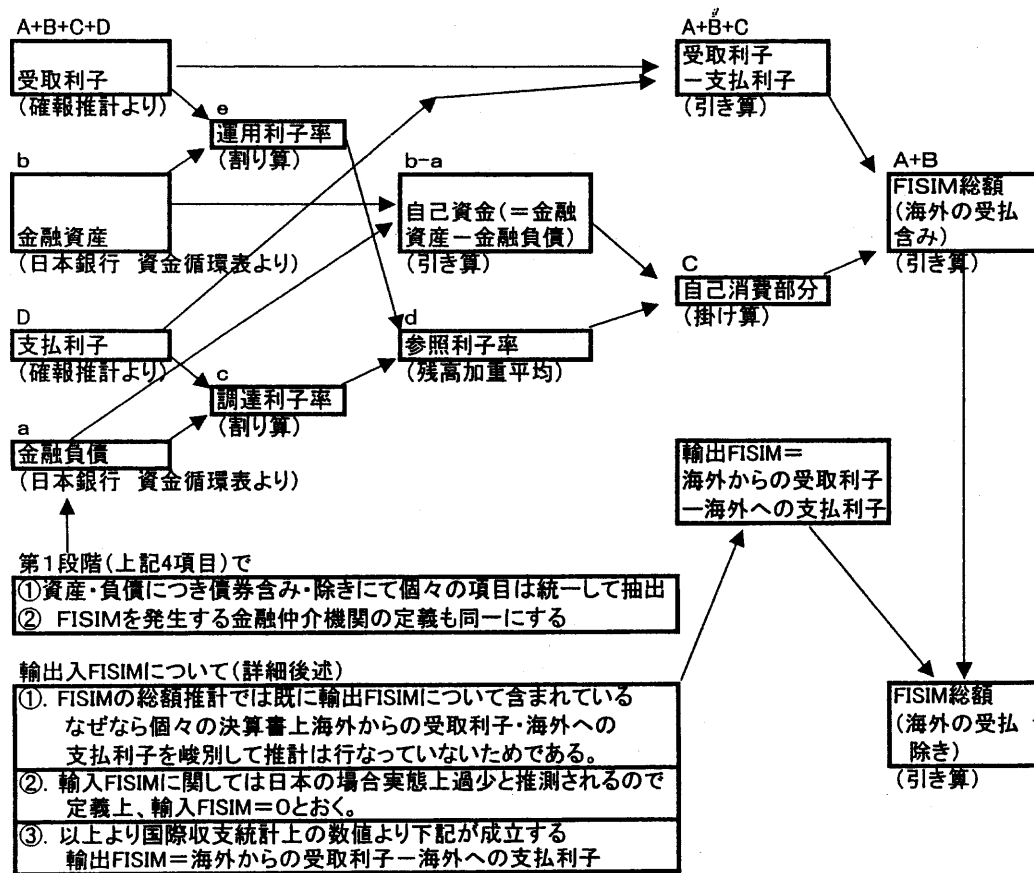 A+B+C+D
受取利子
(確報推計より)
e
運用利子率
(割り算)
b
金融資産
(日本銀行 資金循環表より)
D
支払利子
(確報推計より)
c
調達利子率
(割り算)
a
金融負債
(日本銀行 資金循環表より)
b-a
自己資金(=金融
資産-金融負債)
(引き算)
d
参照利子率
(残高加重平均)
A+B+C
受取利子
-支払利子
(引き算)
C
自己消費部分
(掛け算)
A+B
FISIM総額
(海外の受払
含み)
(引き算)
輸出FISIM=
海外からの受取利子
-海外への支払利子
FISIM総額
(海外の受払
除き)
(引き算)
第1段階(上記4項目)で
①資産・負債につき債券含み・除きにて個々の項目は統一して抽出
② FISIMを発生する金融仲介機関の定義も同一にする
輸出入FISIMについて(詳細後述)
①. FISIMの総額推計では既に輸出FISIMについて含まれている
なぜなら個々の決算書上海外からの受取利子・海外への
支払利子を峻別して推計は行なっていないためである。
②. 輸入FISIMに関しては日本の場合実態上過少と推測されるので
定義上、輸入FISIM=0とおく。
③. 以上より国際収支統計上の数値より下記が成立する
輸出FISIM=海外からの受取利子-海外への支払利子